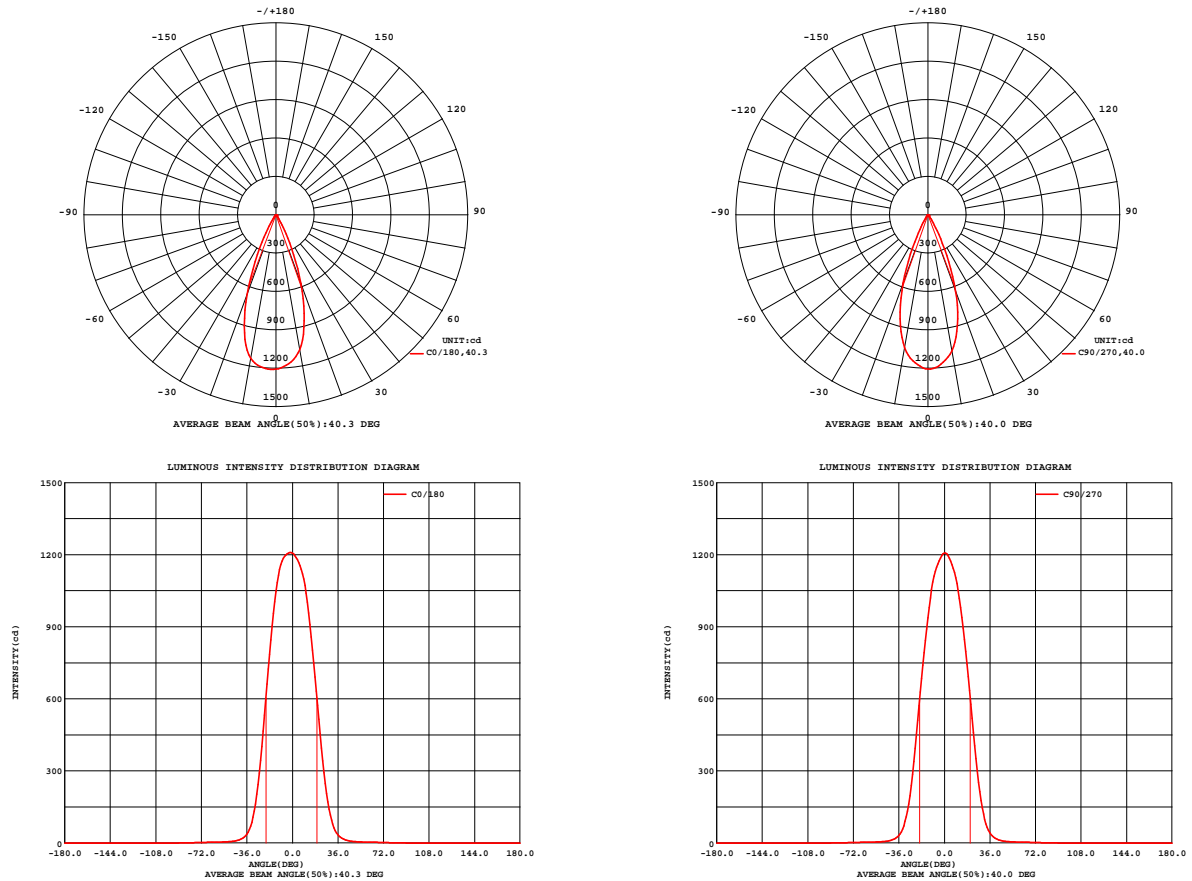 -/+180
-150 150
-120 120
-90 90
-60 60
-30 30
0
300
600
900
1200
1500
0
UNIT:cd
C0/180,40.3
AVERAGE BEAM ANGLE(50%):40.3 DEG
-/+180
-150 150
-120 120
-90 90
-60 60
-30 30
0
300
600
900
1200
1500
0
UNIT:cd
C90/270,40.0
AVERAGE BEAM ANGLE(50%):40.0 DEG
LUMINOUS INTENSITY DISTRIBUTION DIAGRAM
C0/180
INTENSITY(cd)
1500
1200
900
600
300
0
-180.0 -144.0 -108.0 -72.0 -36.0 0.0 36.0 72.0 108.0 144.0 180.0
ANGLE(DEG)
AVERAGE BEAM ANGLE(50%):40.3 DEG
LUMINOUS INTENSITY DISTRIBUTION DIAGRAM
C90/270
INTENSITY(cd)
1500
1200
900
600
300
0
-180.0 -144.0 -108.0 -72.0 -36.0 0.0 36.0 72.0 108.0 144.0 180.0
ANGLE(DEG)
AVERAGE BEAM ANGLE(50%):40.0 DEG